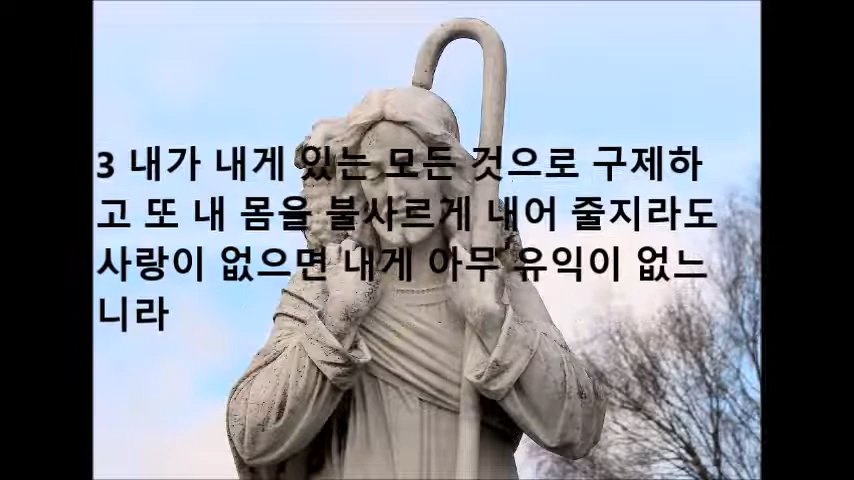 3 내가 내게 있는 모든 것으로 구제하
고 또 내 몸을 불사르게 내어 줄지라도
사랑이 없으면 내게 아무 유익이 없느
니라